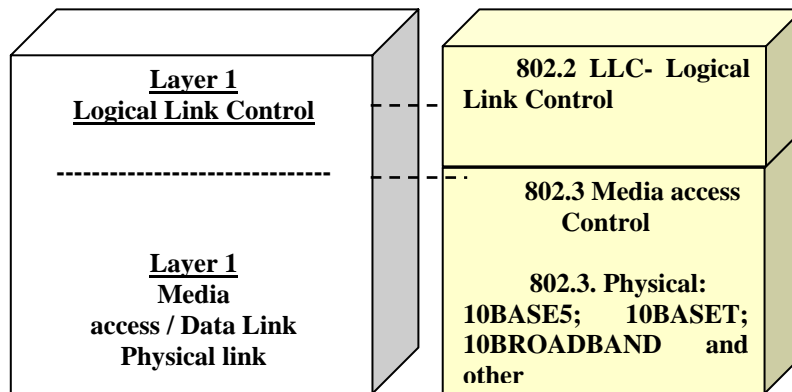 Layer 1
Logical Link Control
Layer 1
Media
access / Data Link
Physical link
802.2 LLC- Logical
Link Control
802.3 Media access
Control
802.3. Physical:
10BASE5; 10BASET;
10BROADBAND and
other